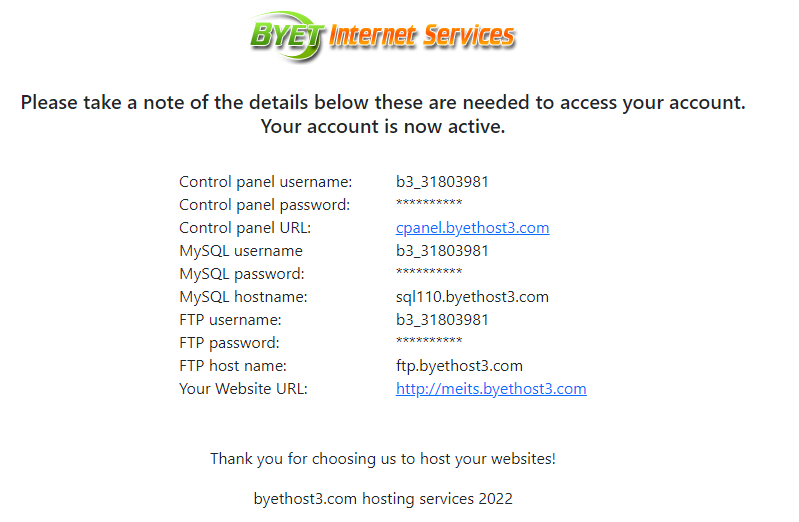 BYET Internet Services
Please take a note of the details below these are needed to access your account.
Your account is now active.
Control panel username: b3_31803981
Control panel password: **********
Control panel URL: cpanel.byethost3.com
MySQL username b3_31803981
MySQL password: **********
MySQL hostname: sql110.byethost3.com
FTP username: b3_31803981
FTP password: **********
FTP host name: ftp.byethost3.com
Your Website URL: http://meits.byethost3.com
Thank you for choosing us to host your websites!
byethost3.com hosting services 2022